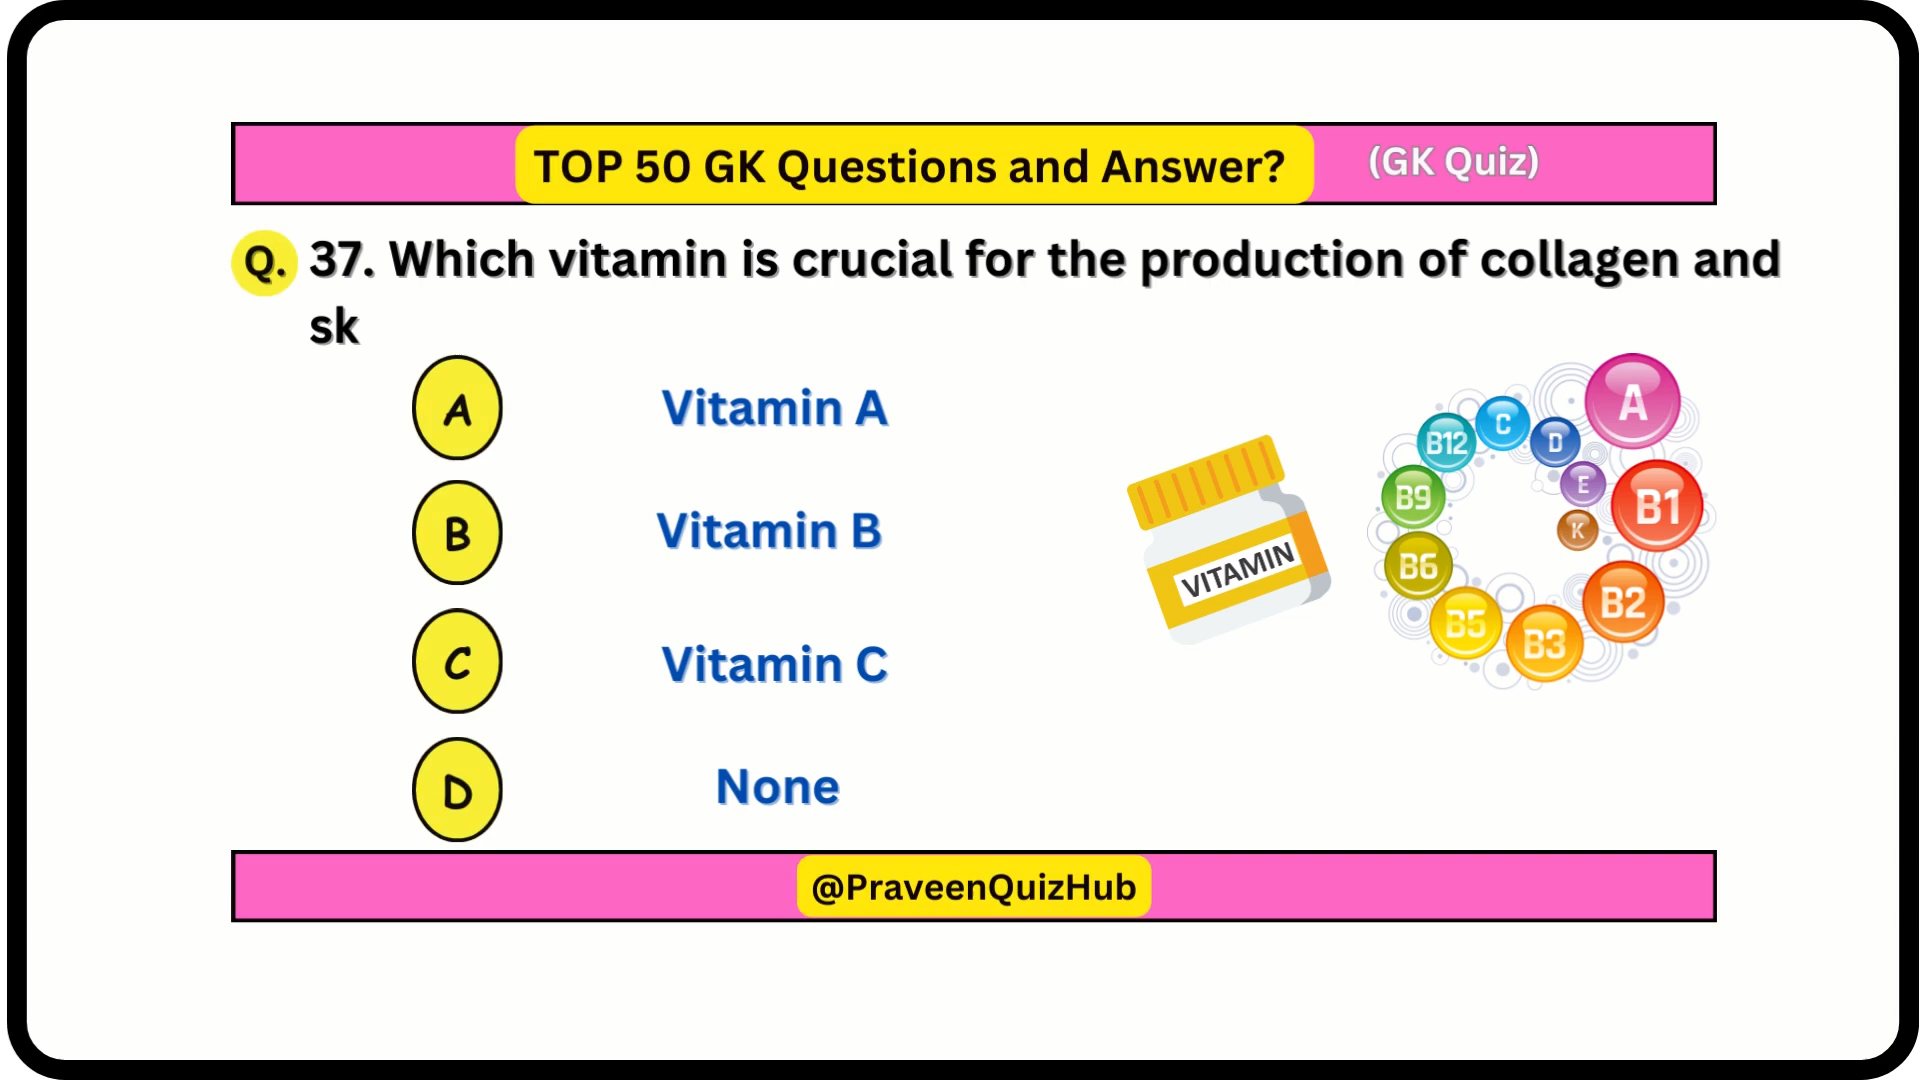 TOP 50 GK Questions and Answer?
(GK Quiz)
Q. 37. Which vitamin is crucial for the production of collagen and
sk
A Vitamin A
B Vitamin B
C Vitamin C
D None
VITAMIN
A
B1
B2
B3
B5
B6
B9
B12
C
D
E
K
@PraveenQuizHub